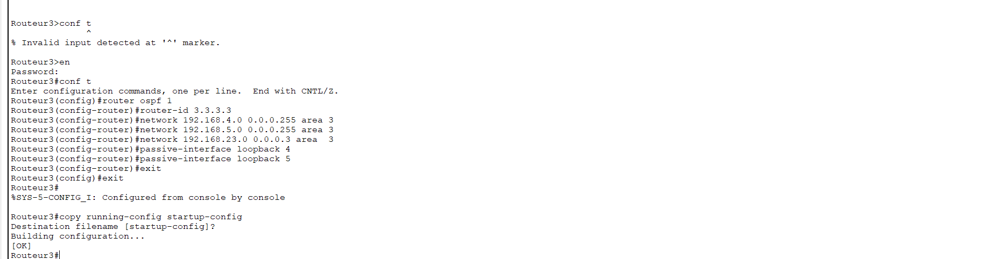 Routeur3>conf t
^
% Invalid input detected at '^' marker.
Routeur3>en
Password:
Routeur3#conf t
Enter configuration commands, one per line.  End with CNTL/Z.
Routeur3(config)#router ospf 1
Routeur3(config-router)#router-id 3.3.3.3
Routeur3(config-router)#network 192.168.4.0 0.0.0.255 area 3
Routeur3(config-router)#network 192.168.5.0 0.0.0.255 area 3
Routeur3(config-router)#network 192.168.23.0 0.0.0.3 area  3
Routeur3(config-router)#passive-interface loopback 4
Routeur3(config-router)#passive-interface loopback 5
Routeur3(config-router)#exit
Routeur3(config)#exit
Routeur3#
%SYS-5-CONFIG_I: Configured from console by console
Routeur3#copy running-config startup-config
Destination filename [startup-config]?
Building configuration...
[OK]
Routeur3#